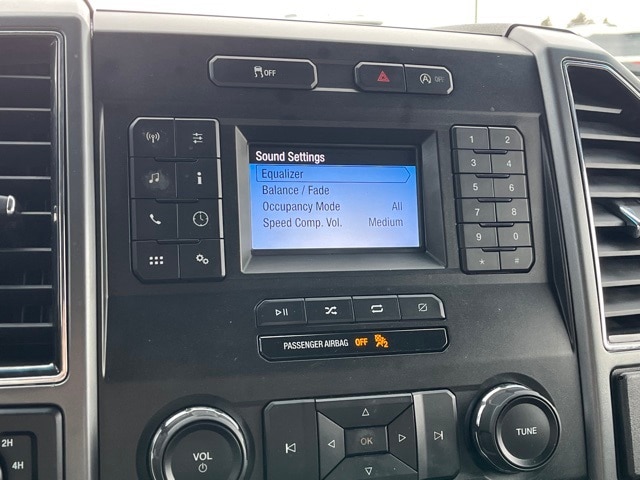 OFF
OFF
Sound Settings
Equalizer
Balance / Fade
Occupancy Mode All
Speed Comp. Vol. Medium
1 2
3 4
5 6
7 8
9 0
* #
PASSENGER AIRBAG OFF 2
VOL
OK
TUNE
2H
4H